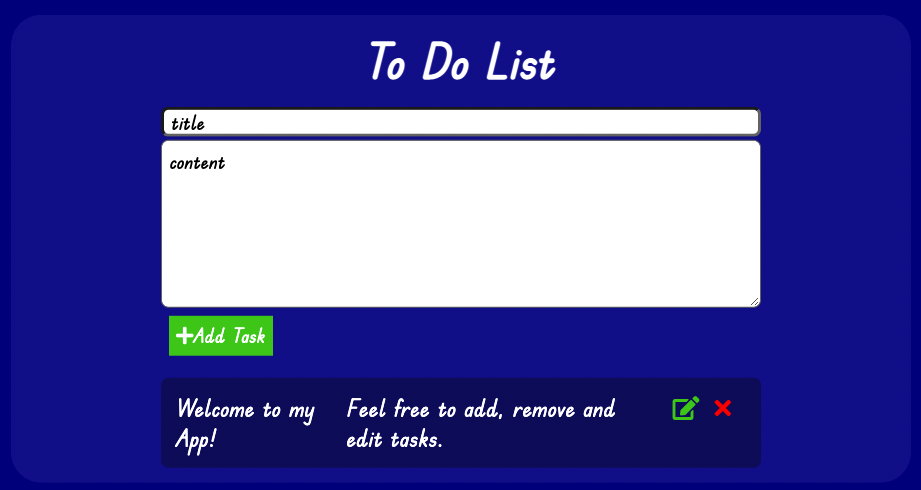 To Do List
title
content
Add Task
Welcome to my Feel free to add, remove and
App! edit tasks.